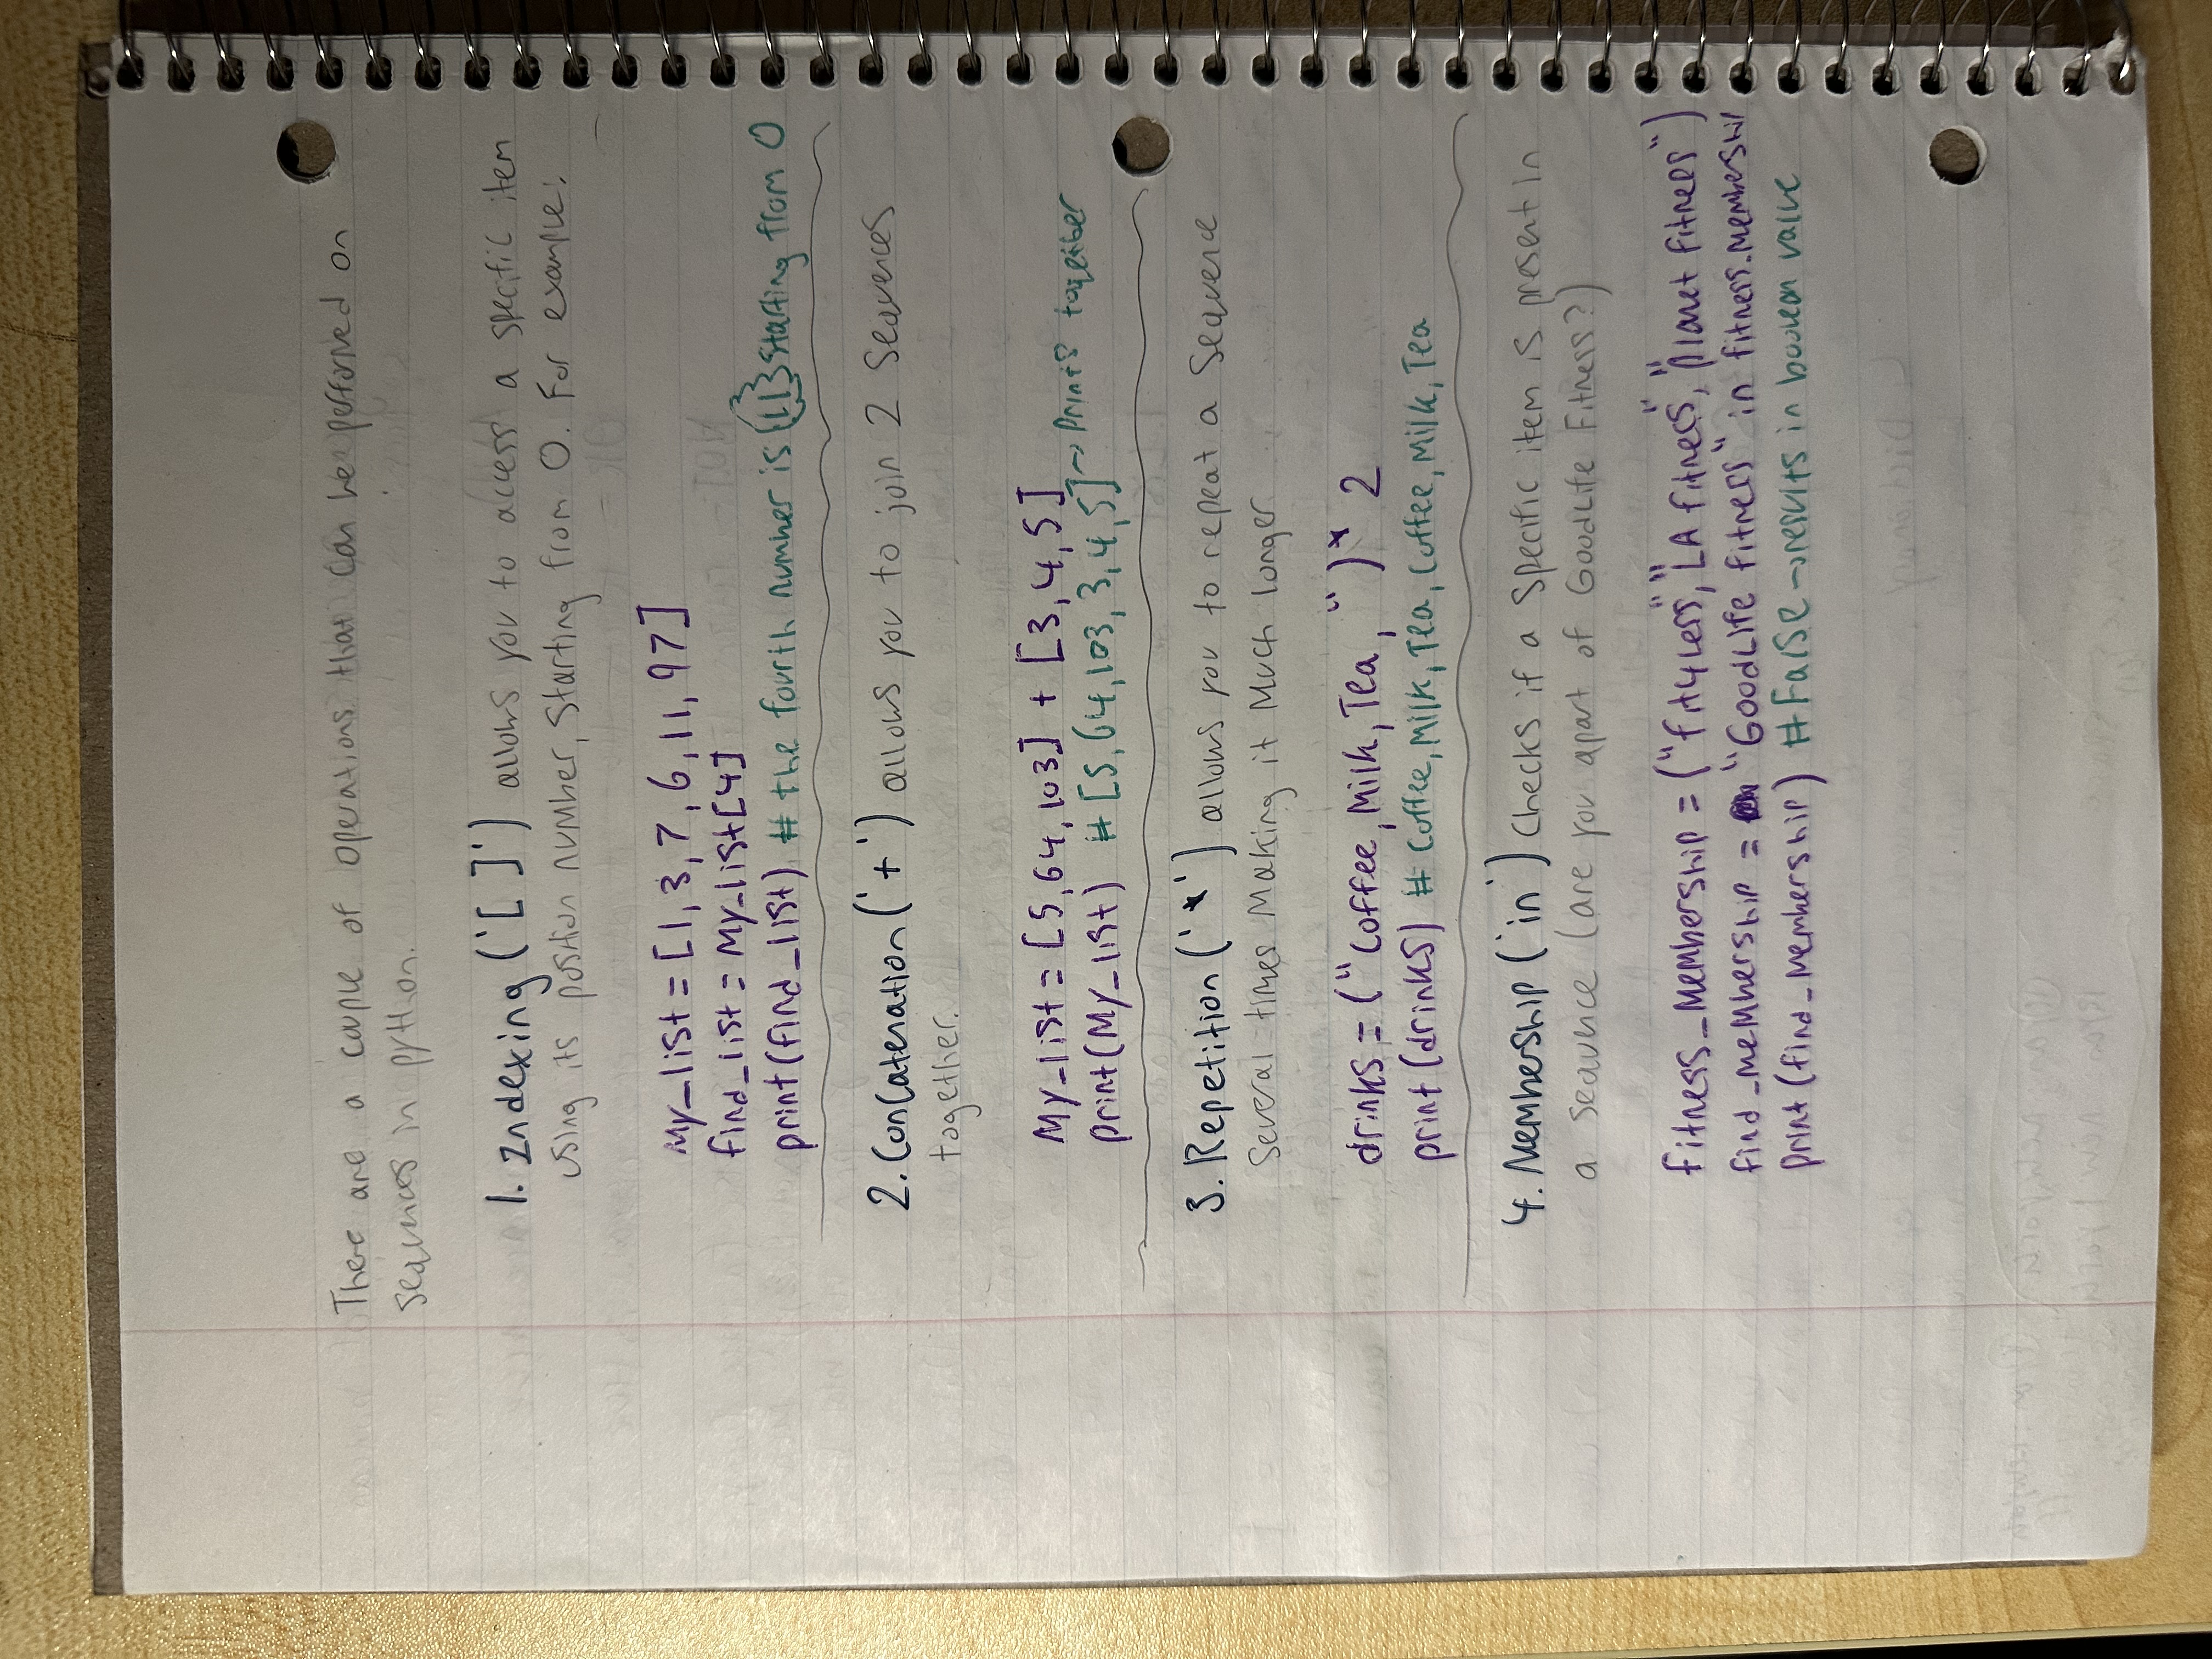 There are a couple of operations that can be performed on
sequences in python.
1. Indexing ('[ ]') allows you to access a specific item
using its position number, starting from 0. For example:
My_list = [1, 3, 7, 6, 11, 97]
find_list = My_list[4]
print(find_list) # the fourth number is {11} starting from 0
2. Concatenation ('+') allows you to join 2 sequences
together.
My_list = [5, 64, 103] + [3, 4, 5]
print(My_list) # [5, 64, 103, 3, 4, 5] → prints together
3. Repetition ('*') allows you to repeat a sequence
several times making it much longer
drinks = ("Coffee, Milk, Tea, ")* 2
print(drinks) # Coffee, Milk, Tea, Coffee, Milk, Tea
4. Membership ('in') checks if a specific item is present in
a sequence (are you apart of GoodLife Fitness?)
fitness_membership = ("fit4less", "LA fitness", "planet fitness")
find_membership = "GoodLife fitness" in fitness_membership
print(find_membership) # False → results in boolean value